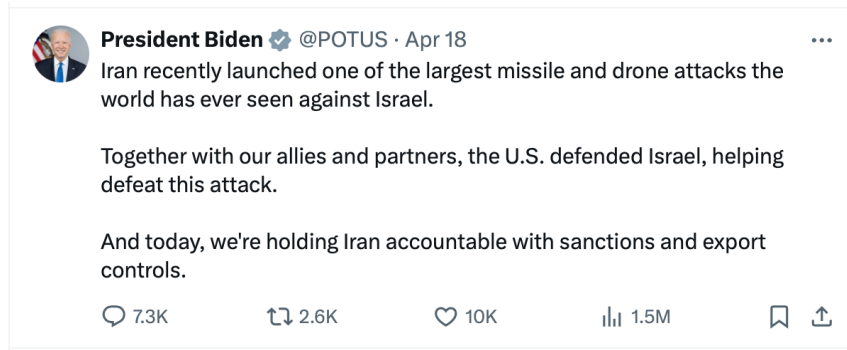 President Biden @POTUS · Apr 18
Iran recently launched one of the largest missile and drone attacks the
world has ever seen against Israel.
Together with our allies and partners, the U.S. defended Israel, helping
defeat this attack.
And today, we're holding Iran accountable with sanctions and export
controls.
7.3K 2.6K 10K 1.5M